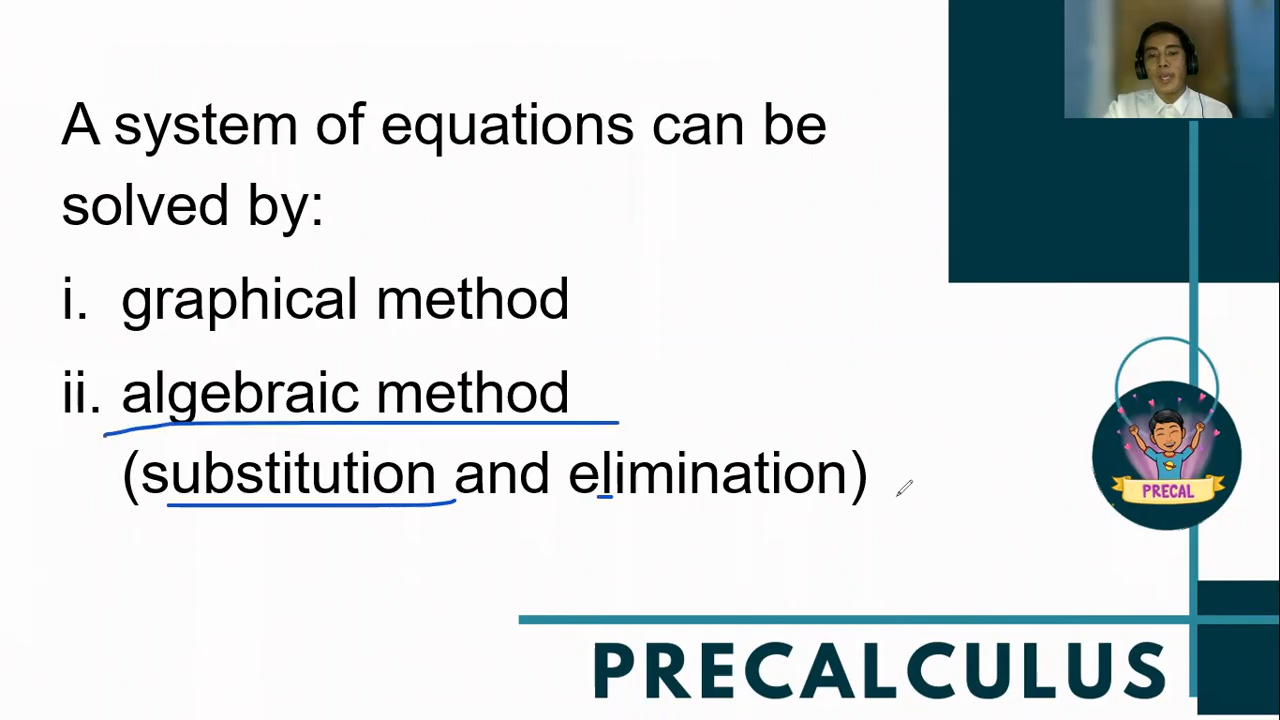 A system of equations can be
solved by:
i. graphical method
ii. algebraic method
(substitution and elimination)
PRECAL
PRECALCULUS